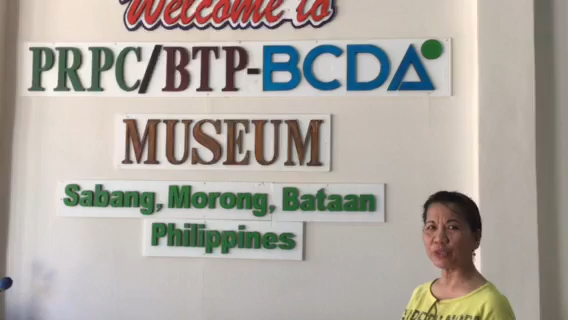 Welcome to
PRPC/BTP-BCDA
MUSEUM
Sabang, Morong, Bataan
Philippines